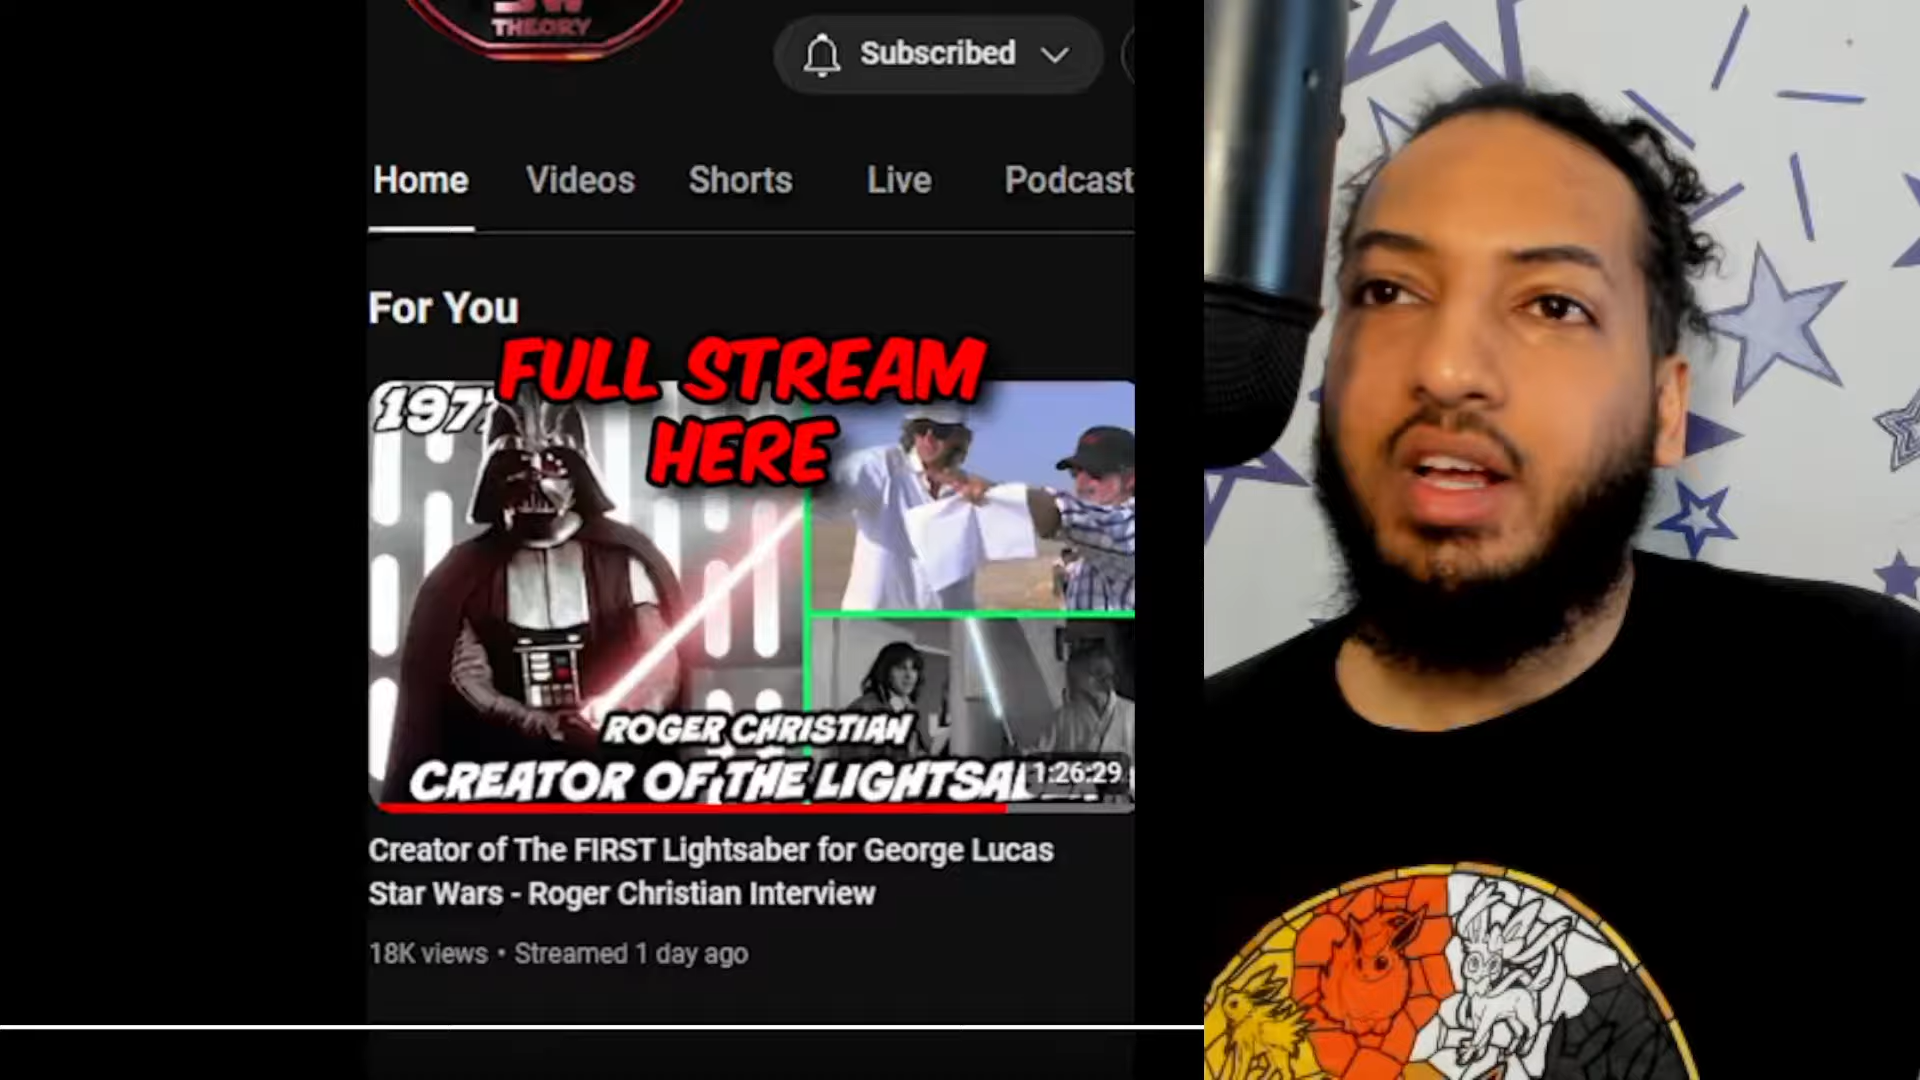 THEORY
Subscribed
Home Videos Shorts Live Podcast
For You
FULL STREAM
HERE
1977
ROGER CHRISTIAN
CREATOR OF THE
1:26:29
Creator of The FIRST Lightsaber for George Lucas
Star Wars - Roger Christian Interview
18K views • Streamed 1 day ago